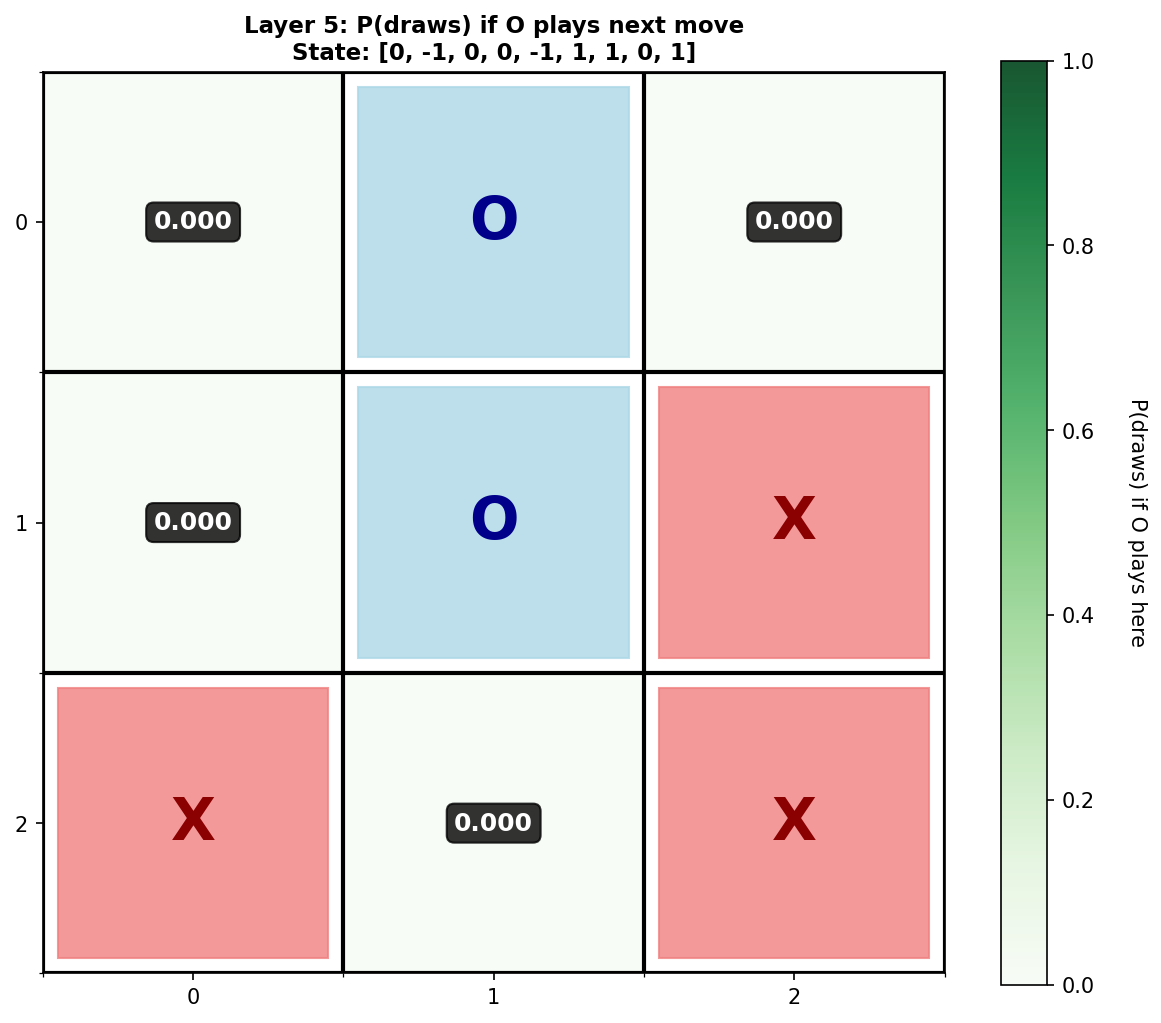 Layer 5: P(draws) if O plays next move
State: [0, -1, 0, 0, -1, 1, 1, 0, 1]
0
0.000
O
0.000
1
0.000
O
X
2
X
0.000
X
0
1
2
1.0
0.8
0.6
0.4
0.2
0.0
P(draws) if O plays here